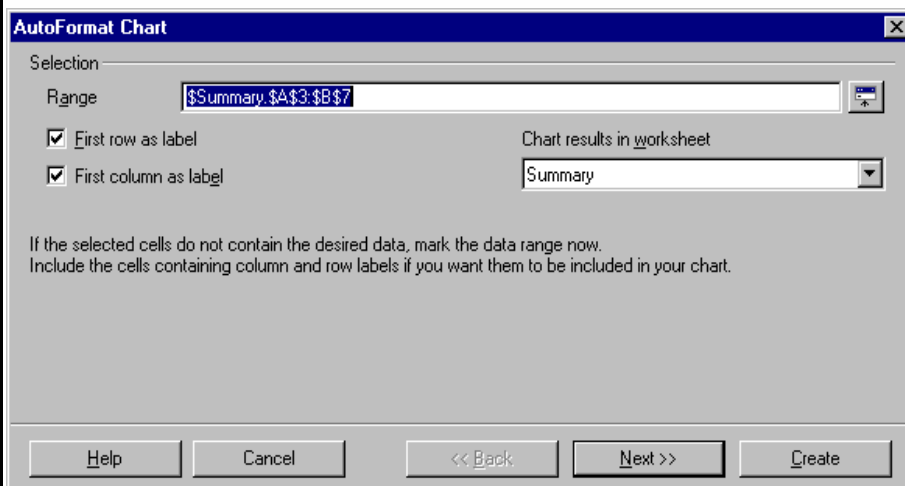 AutoFormat Chart
Selection
Range
$Summary.$A$3:$B$7
First row as label
Chart results in worksheet
First column as label
Summary
If the selected cells do not contain the desired data, mark the data range now.
Include the cells containing column and row labels if you want them to be included in your chart.
Help
Cancel
<< Back
Next >>
Create